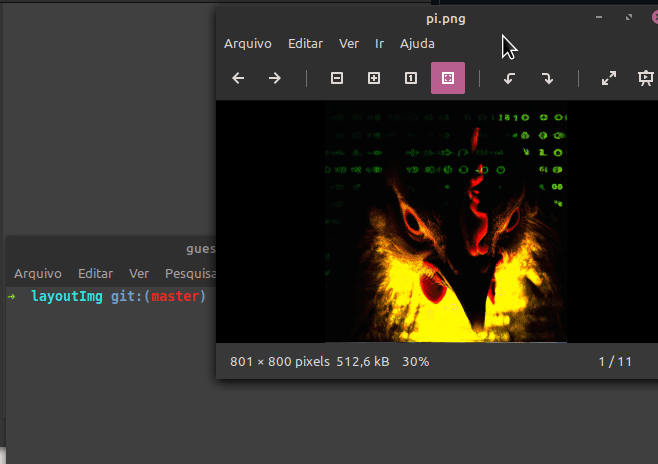 pi.png
Arquivo Editar Ver Ir Ajuda
801 × 800 pixels 512,6 kB 30%
1 / 11
gues
Arquivo Editar Ver Pesquisa
➜ layoutImg git:(master)